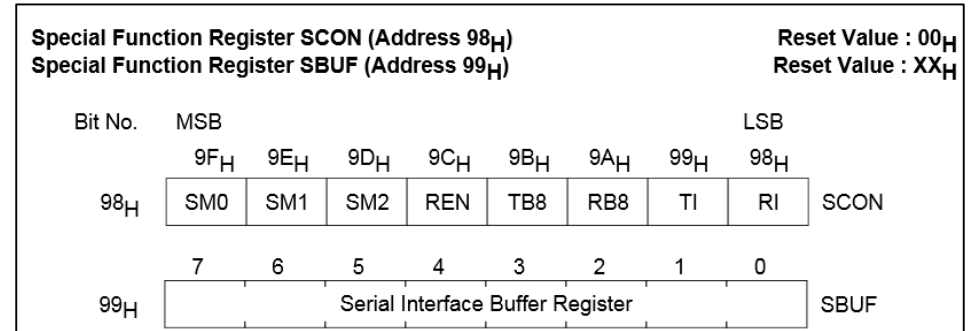 Special Function Register SCON (Address 98H) Reset Value : 00H
Special Function Register SBUF (Address 99H) Reset Value : XXH
Bit No. MSB LSB
9FH 9EH 9DH 9CH 9BH 9AH 99H 98H
98H SM0 SM1 SM2 REN TB8 RB8 TI RI SCON
7 6 5 4 3 2 1 0
99H Serial Interface Buffer Register SBUF